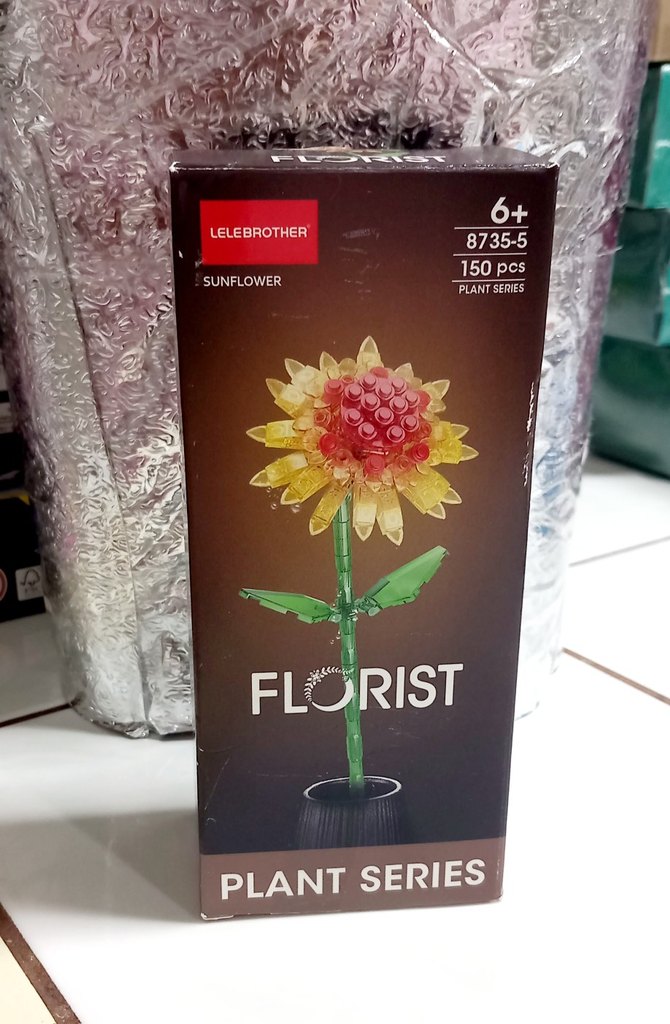 FLORIST
LELEBROTHER
SUNFLOWER
6+
8735-5
150 pcs
PLANT SERIES
FLORIST
PLANT SERIES